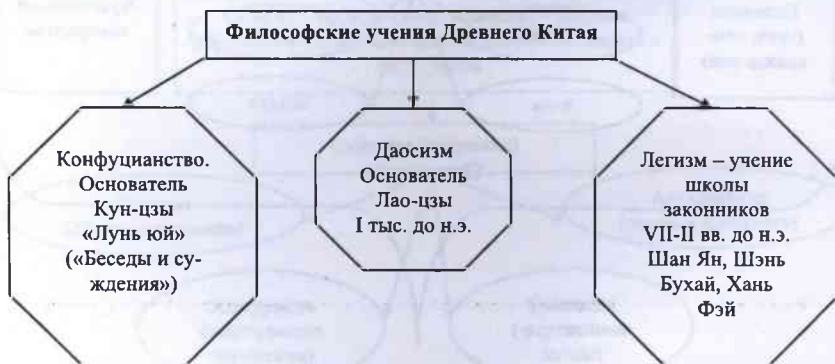 Философские учения Древнего Китая
Конфуцианство.
Основатель
Кун-цзы
«Лунь юй»
(«Беседы и су-
ждения»)
Даосизм
Основатель
Лао-цзы
I тыс. до н.э.
Легизм – учение
школы
законников
VII-II вв. до н.э.
Шан Ян, Шэнь
Бухай, Хань
Фэй